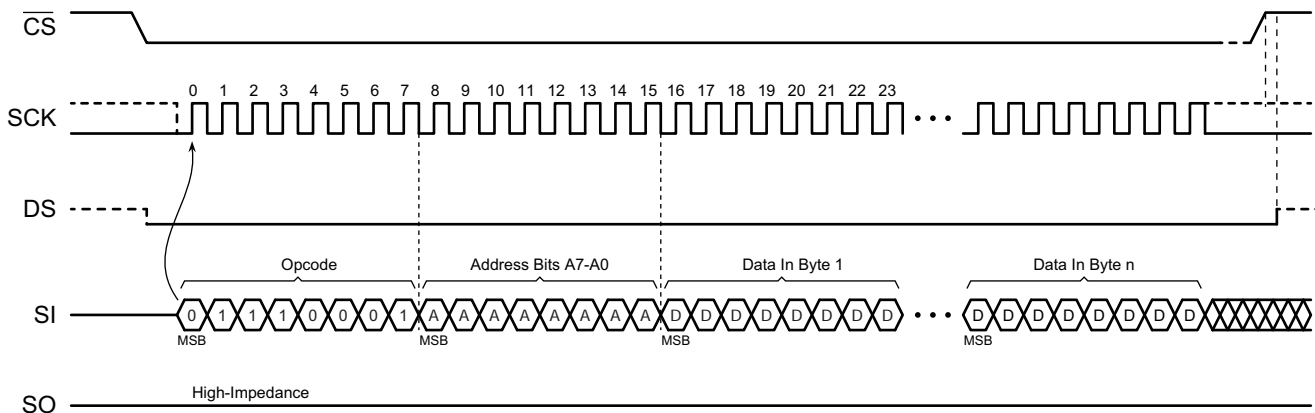 CS
SCK
0 1 2 3 4 5 6 7 8 9 10 11 12 13 14 15 16 17 18 19 20 21 22 23
DS
Opcode Address Bits A7-A0 Data In Byte 1 Data In Byte n
SI
0 1 1 1 0 0 0 1 A A A A A A A A D D D D D D D D D D D D D D D D
MSB MSB MSB MSB
High-Impedance
SO